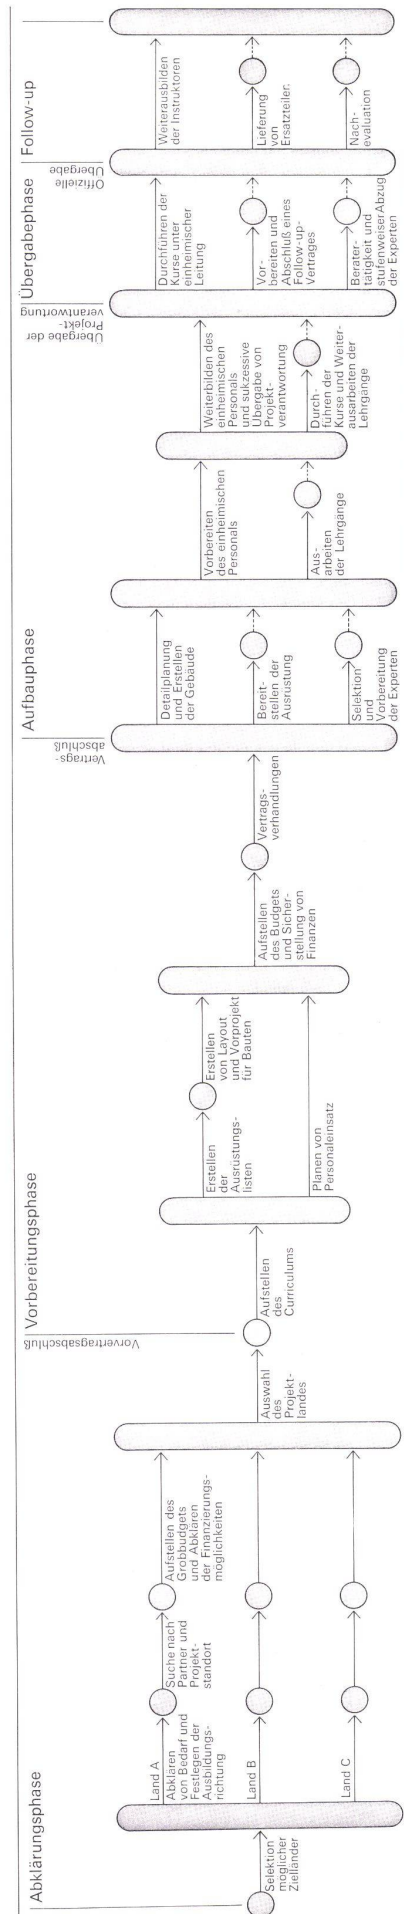 Abklärungsphase
Selektion
möglicher
Zielländer
Land A
Abklären
von Bedarf und
Festlegen der
Ausbildungs-
richtung
Land B
Land C
Suche nach
Partner und
Projekt-
standort
Aufstellen des
Grobbudgets
und Abklären
der Finanzierungs-
möglichkeiten
Auswahl
des
Projekt-
landes
Vorvertragsabschluß
Vorbereitungsphase
Aufstellen
des
Curriculums
Erstellen
der
Ausrüstungs-
listen
Planen von
Personaleinsatz
Erstellen
von Layout
und Vorprojekt
für Bauten
Aufstellen
des Budgets
und Sicher-
stellung von
Finanzen
Vertrags-
verhandlungen
Vertrags-
abschluß
Aufbauphase
Detailplanung
und Erstellen
der Gebäude
Bereit-
stellen der
Ausrüstung
Selektion
und
Vorbereitung
der Experten
Vorbereiten
des einheimischen
Personals
Aus-
arbeiten
der Lehrgänge
Weiterbilden des
einheimischen
Personals
und sukzessive
Übergabe von
Projekt-
verantwortung
Durch-
führen der
Kurse und Weiter-
ausarbeiten der
Lehrgänge
Übergabe der
Projekt-
verantwortung
Übergabephase
Durchführen der
Kurse unter
einheimischer
Leitung
Vor-
bereiten und
Abschluß eines
Follow-up-
Vertrages
Berater-
tätigkeit und
stufenweiser Abzug
der Experten
Offizielle
Übergabe
Follow-up
Weiterausbilden
der Instruktoren
Lieferung
von
Ersatzteilen
Nach-
evaluation